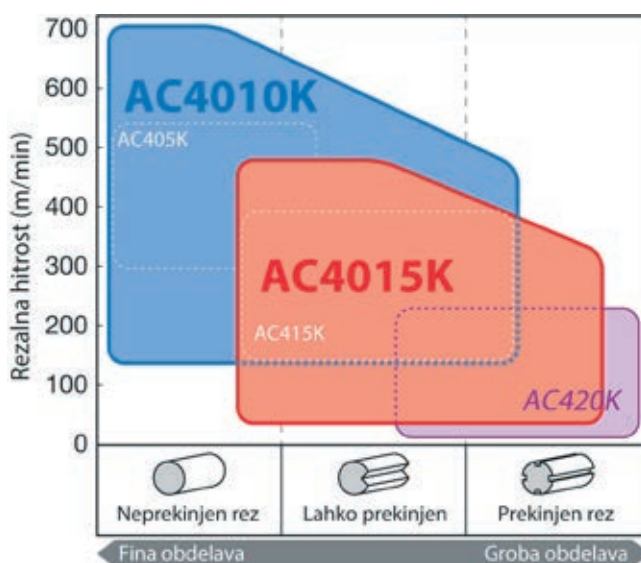 Rezalna hitrost (m/min)
700
600
500
400
300
200
100
0
AC4010K
AC405K
AC4015K
AC415K
AC420K
Neprekinjen rez
Lahko prekinjen
Prekinjen rez
Fina obdelava
Groba obdelava